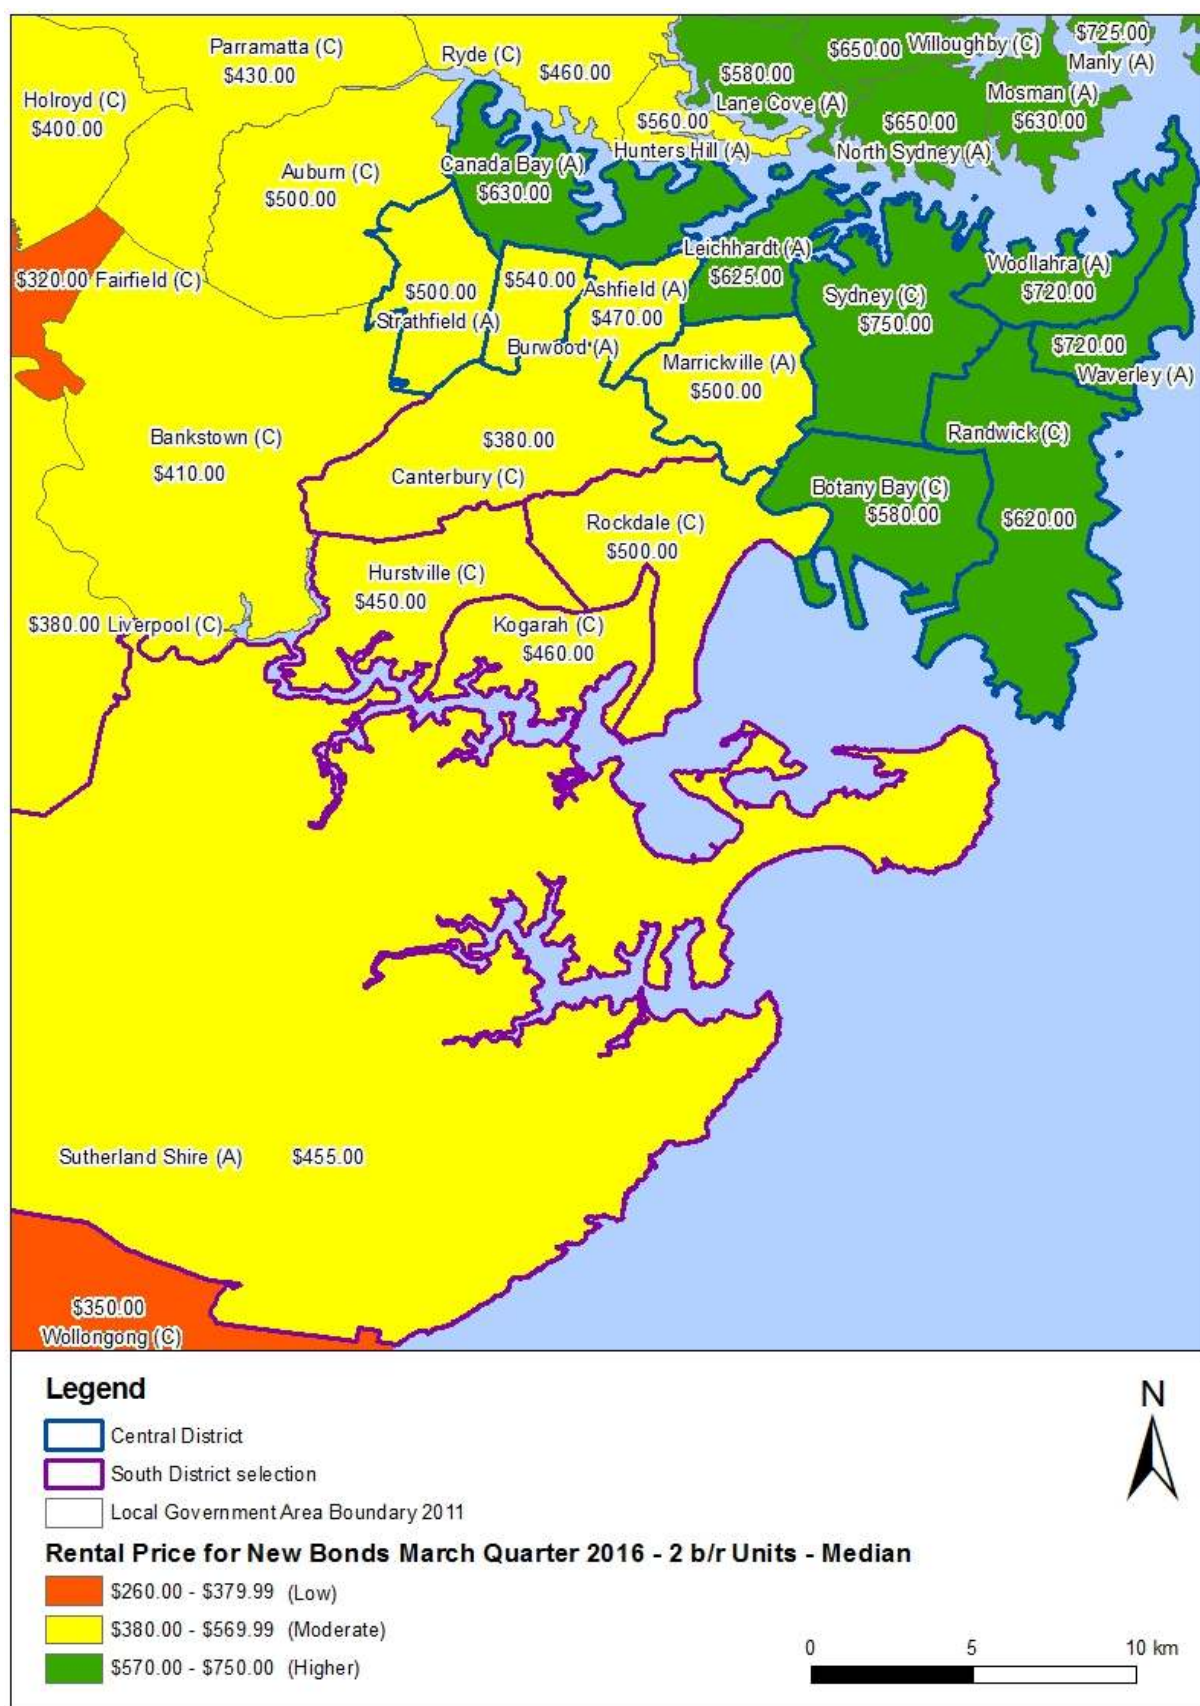 Parramatta (C)
$430.00
Ryde (C)
$460.00
$580.00
Lane Cove (A)
$650.00 Willoughby (C)
$725.00
Manly (A)
Holroyd (C)
$400.00
Mosman (A)
$630.00
$650.00
North Sydney (A)
$560.00
Hunters Hill (A)
Auburn (C)
$500.00
Canada Bay (A)
$630.00
Leichhardt (A)
$625.00
Woollahra (A)
$720.00
$320.00 Fairfield (C)
$500.00
Strathfield (A)
$540.00
Burwood (A)
Ashfield (A)
$470.00
Sydney (C)
$750.00
$720.00
Waverley (A)
Marrickville (A)
$500.00
Bankstown (C)
$410.00
$380.00
Canterbury (C)
Randwick (C)
$620.00
Botany Bay (C)
$580.00
Rockdale (C)
$500.00
Hurstville (C)
$450.00
$380.00 Liverpool (C)
Kogarah (C)
$460.00
Sutherland Shire (A) $455.00
$350.00
Wollongong (C)
Legend
N
Central District
South District selection
Local Government Area Boundary 2011
Rental Price for New Bonds March Quarter 2016 - 2 b/r Units - Median
$260.00 - $379.99 (Low)
$380.00 - $569.99 (Moderate)
$570.00 - $750.00 (Higher)
0 5 10 km